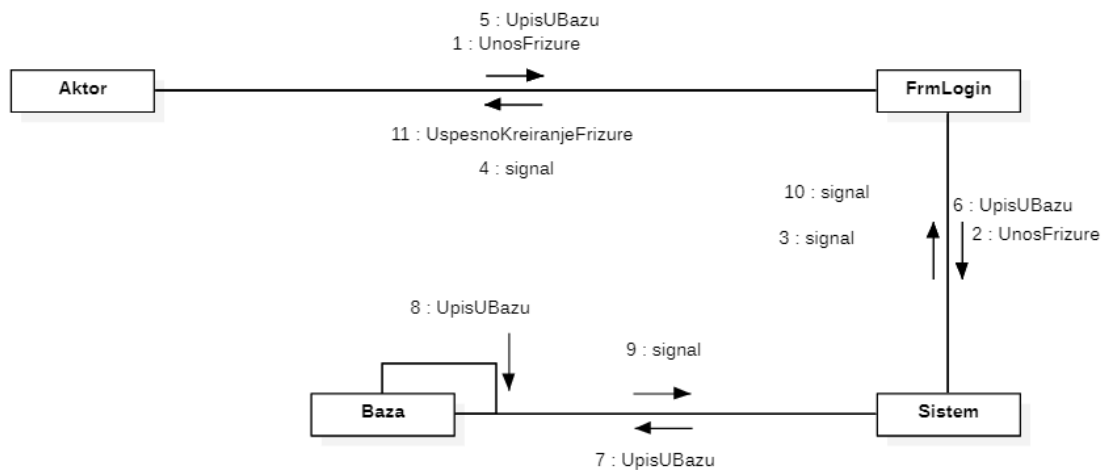 5 : UpisUBazu
1 : UnosFrizure
Aktor
FrmLogin
11 : UspesnoKreiranjeFrizure
4 : signal
10 : signal
6 : UpisUBazu
3 : signal
2 : UnosFrizure
8 : UpisUBazu
9 : signal
Baza
Sistem
7 : UpisUBazu